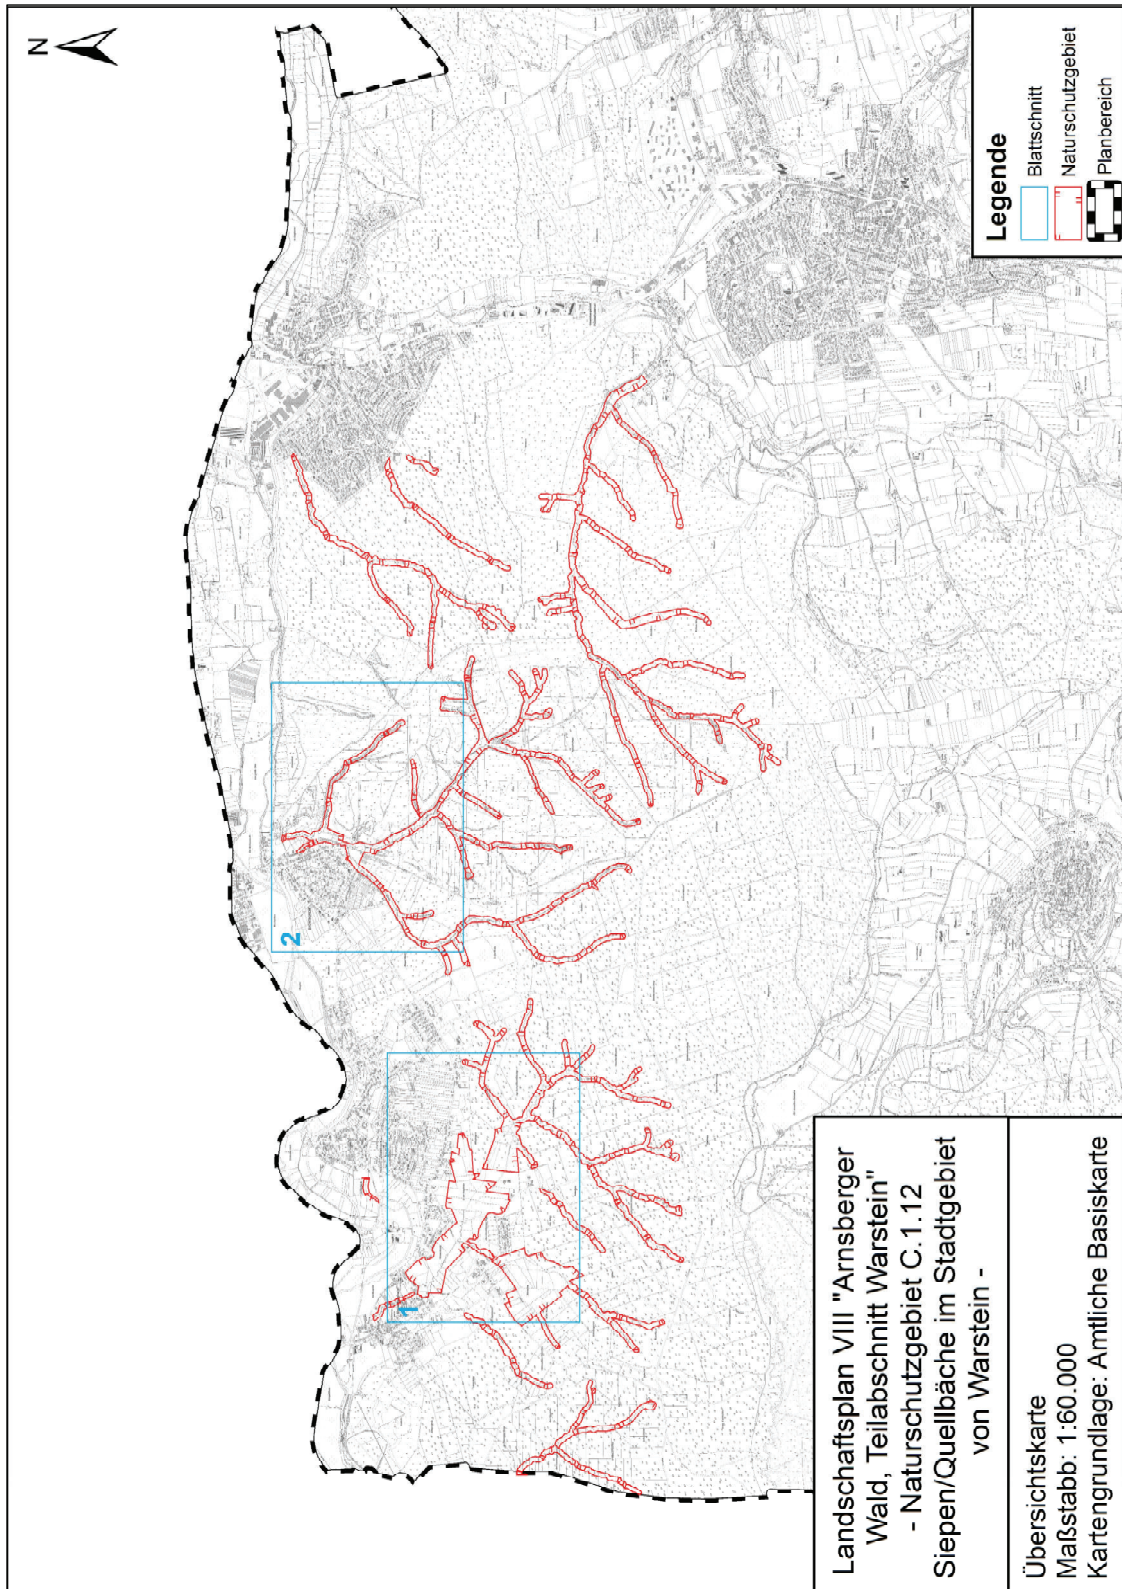 N
2
1
Legende
Blattschnitt
Naturschutzgebiet
Planbereich
Landschaftsplan VIII "Arnsberger
Wald, Teilabschnitt Warstein"
- Naturschutzgebiet C.1.12
Siepen/Quellbäche im Stadtgebiet
von Warstein -
Übersichtskarte
Maßstabb: 1:60.000
Kartengrundlage: Amtliche Basiskarte